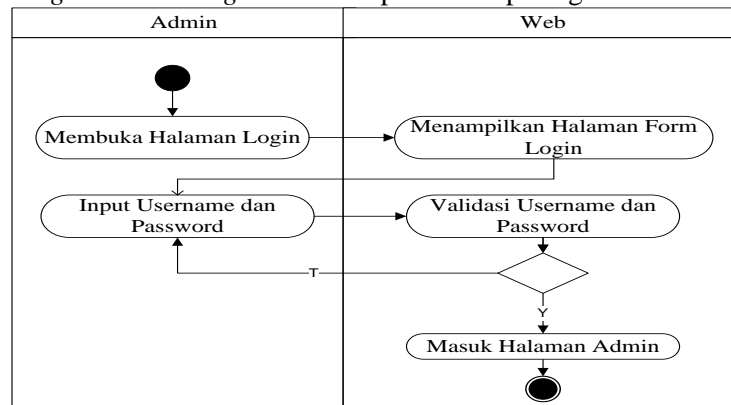 Admin
Web
Membuka Halaman Login
Menampilkan Halaman Form
Login
Input Username dan
Password
Validasi Username dan
Password
T
Y
Masuk Halaman Admin